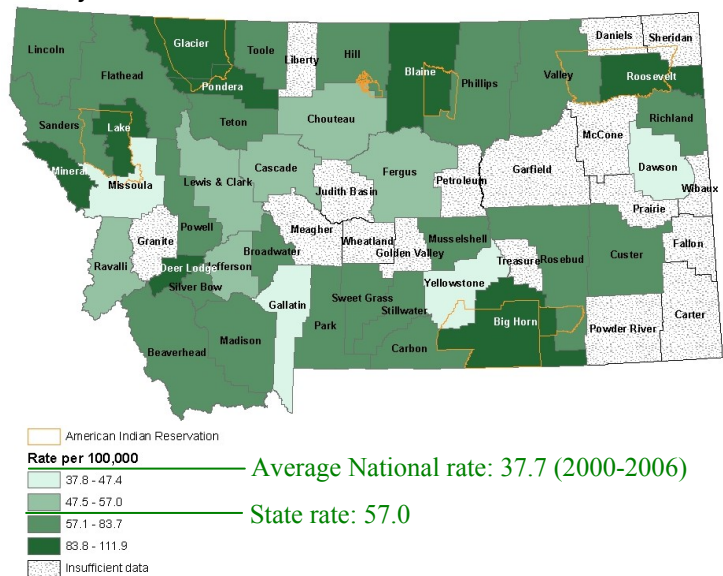 Lincoln
Glacier
Toole
Liberty
Hill
Blaine
Daniels
Sheridan
Flathead
Pondera
Phillips
Valley
Roosevelt
Sanders
Lake
Teton
Chouteau
Richland
McCone
Mineral
Missoula
Lewis & Clark
Cascade
Judith Basin
Fergus
Petroleum
Garfield
Dawson
Wibaux
Prairie
Granite
Powell
Meagher
Wheatland
Golden Valley
Musselshell
Treasure
Rosebud
Custer
Fallon
Ravalli
Deer Lodge
Jefferson
Broadwater
Silver Bow
Gallatin
Park
Sweet Grass
Stillwater
Yellowstone
Big Horn
Powder River
Carter
Beaverhead
Madison
Carbon
American Indian Reservation
Rate per 100,000
Average National rate: 37.7 (2000-2006)
37.8 - 47.4
47.5 - 57.0
State rate: 57.0
57.1 - 83.7
83.8 - 111.9
Insufficient data